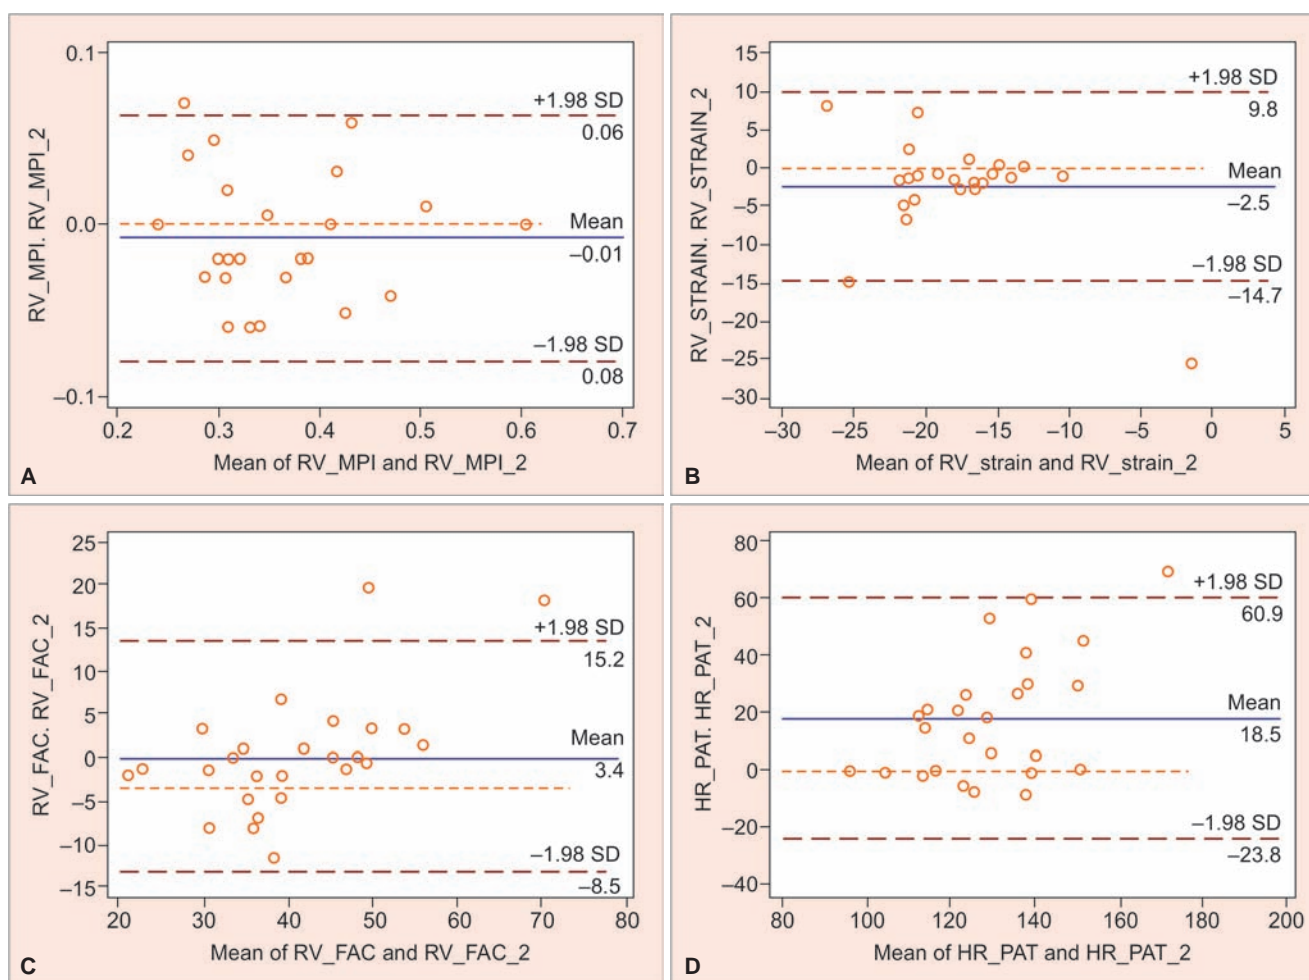 RV_MPI. RV_MPI_2
0.1
0.0
–0.1
+1.98 SD
0.06
Mean
–0.01
–1.98 SD
0.08
0.2 0.3 0.4 0.5 0.6 0.7
Mean of RV_MPI and RV_MPI_2
A
RV_STRAIN. RV_STRAIN_2
15
10
5
0
–5
–10
–15
–20
–25
–30
+1.98 SD
9.8
Mean
–2.5
–1.98 SD
–14.7
–30 –25 –20 –15 –10 –5 0 5
Mean of RV_strain and RV_strain_2
B
RV_FAC. RV_FAC_2
25
20
15
10
5
0
–5
–10
–15
+1.98 SD
15.2
Mean
3.4
–1.98 SD
–8.5
20 30 40 50 60 70 80
Mean of RV_FAC and RV_FAC_2
C
HR_PAT. HR_PAT_2
80
60
40
20
0
–20
–40
+1.98 SD
60.9
Mean
18.5
–1.98 SD
–23.8
80 100 120 140 160 180 200
Mean of HR_PAT and HR_PAT_2
D